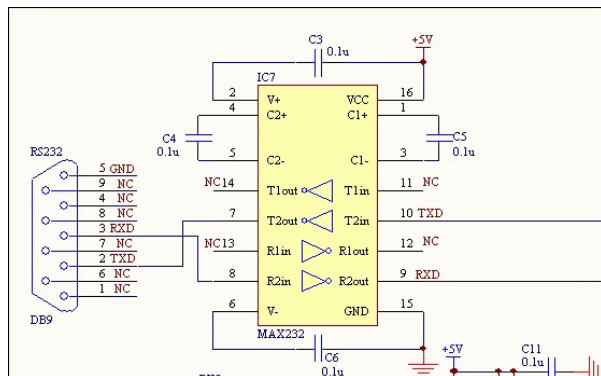 C3
0.1u
+5V
IC7
2 V+ VCC 16
4 C2+ C1+ 1
C4
0.1u
C5
0.1u
5 C2- C1- 3
RS232
5 GND
9 NC
4 NC
8 NC
3 RXD
7 NC
2 TXD
6 NC
1 NC
DB9
NC 14 T1out T1in 11 NC
7 T2out T2in 10 TXD
NC 13 R1in R1out 12 NC
8 R2in R2out 9 RXD
6 V- GND 15
MAX232
C6
0.1u
+5V
C11
0.1u